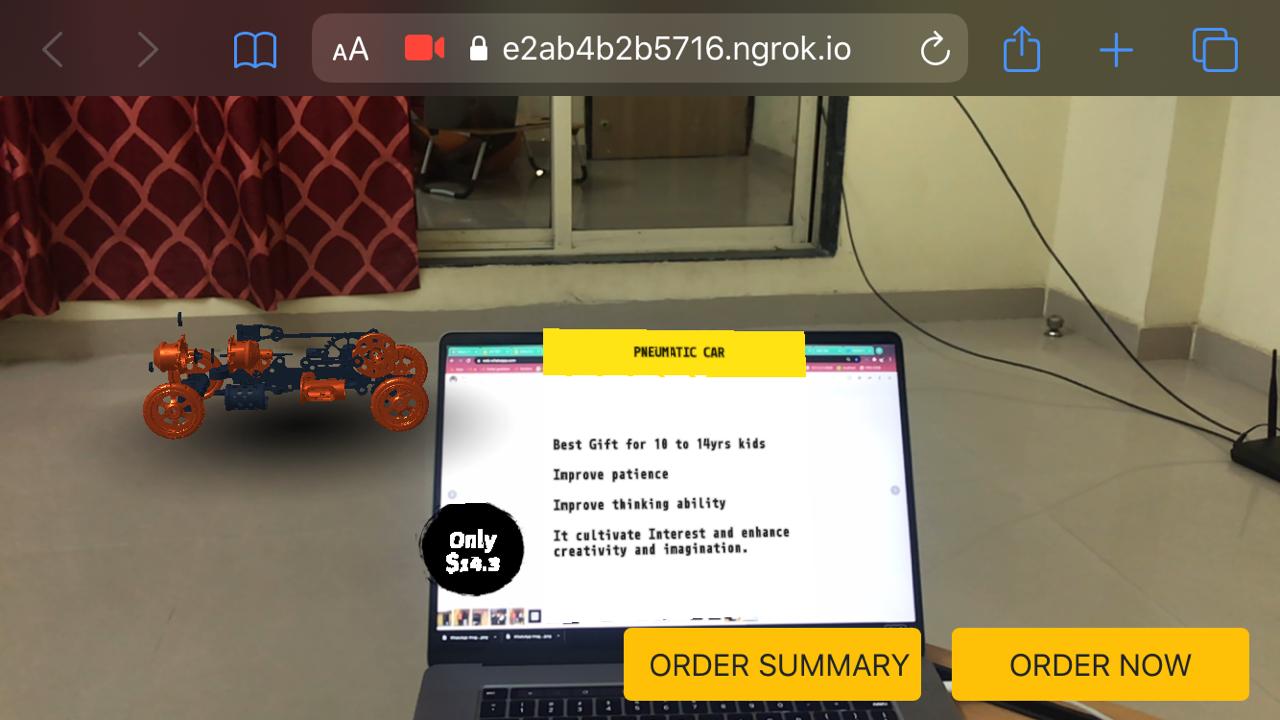 AA e2ab4b2b5716.ngrok.io
PNEUMATIC CAR
Best Gift for 10 to 14yrs kids
Improve patience
Improve thinking ability
It cultivate Interest and enhance
creativity and imagination.
Only
$14.3
ORDER SUMMARY
ORDER NOW